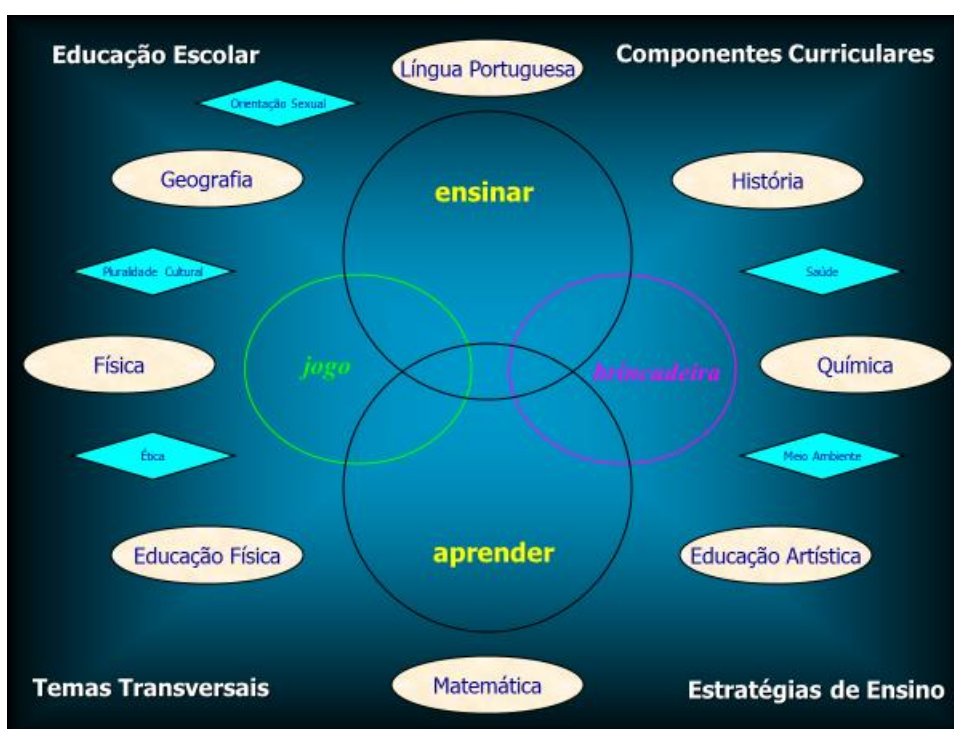 Educação Escolar
Língua Portuguesa
Componentes Curriculares
Orientação Sexual
Geografia
ensinar
História
Pluralidade Cultural
Saúde
Física
jogo
brincadeira
Química
Ética
Meio Ambiente
Educação Física
aprender
Educação Artística
Temas Transversais
Matemática
Estratégias de Ensino